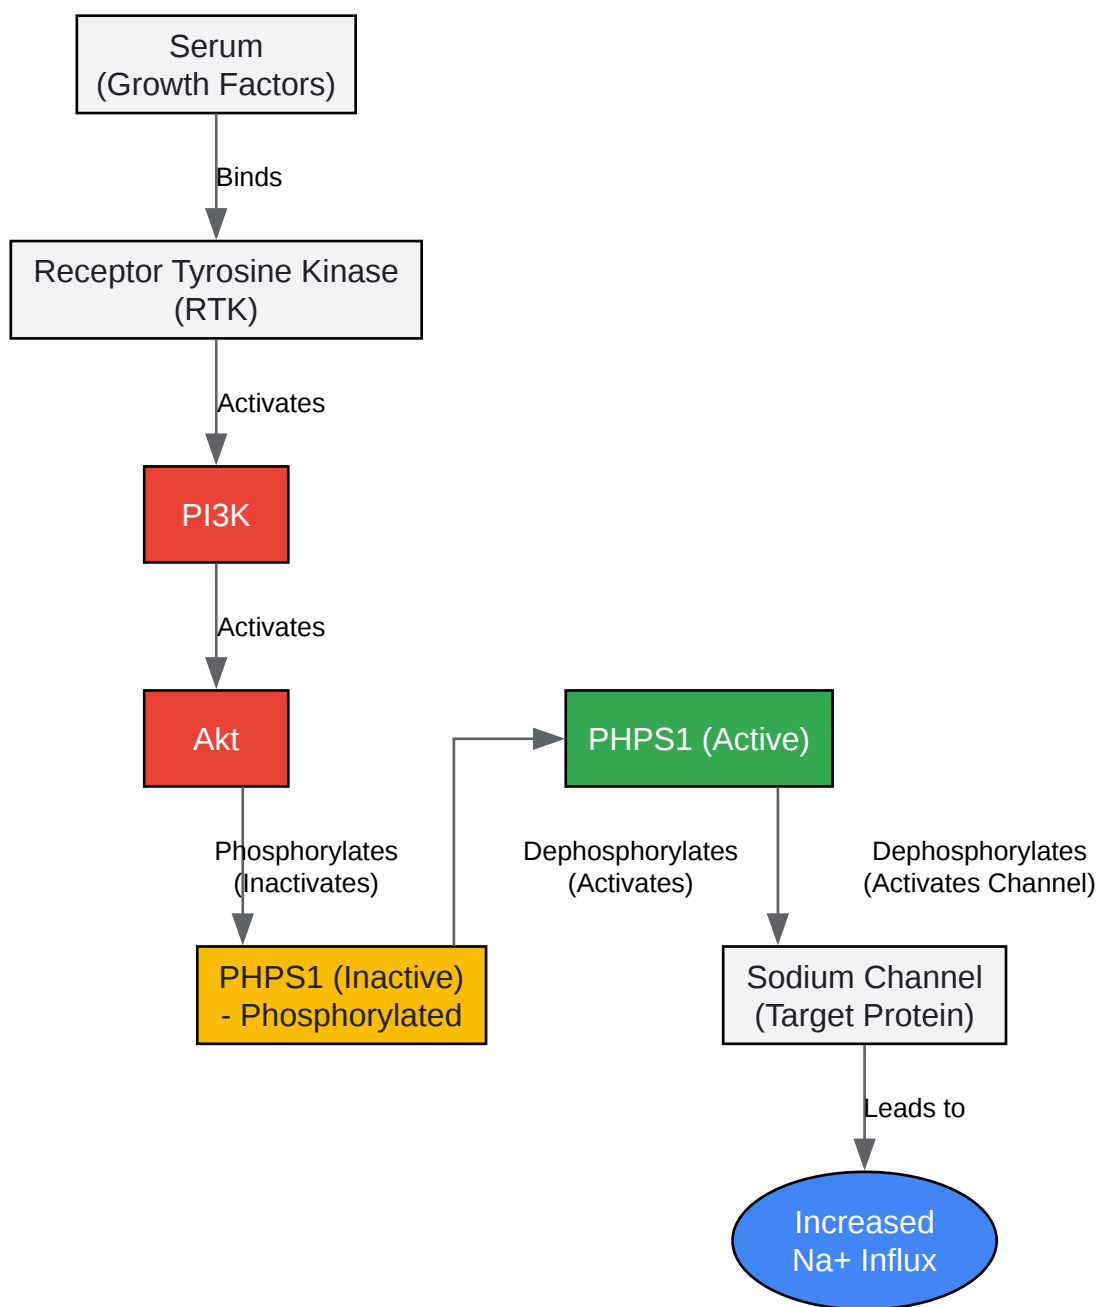 Serum
(Growth Factors)
Binds
Receptor Tyrosine Kinase
(RTK)
Activates
PI3K
Activates
Akt
PHPS1 (Active)
Phosphorylates
(Inactivates)
Dephosphorylates
(Activates)
Dephosphorylates
(Activates Channel)
PHPS1 (Inactive)
- Phosphorylated
Sodium Channel
(Target Protein)
Leads to
Increased
Na+ Influx